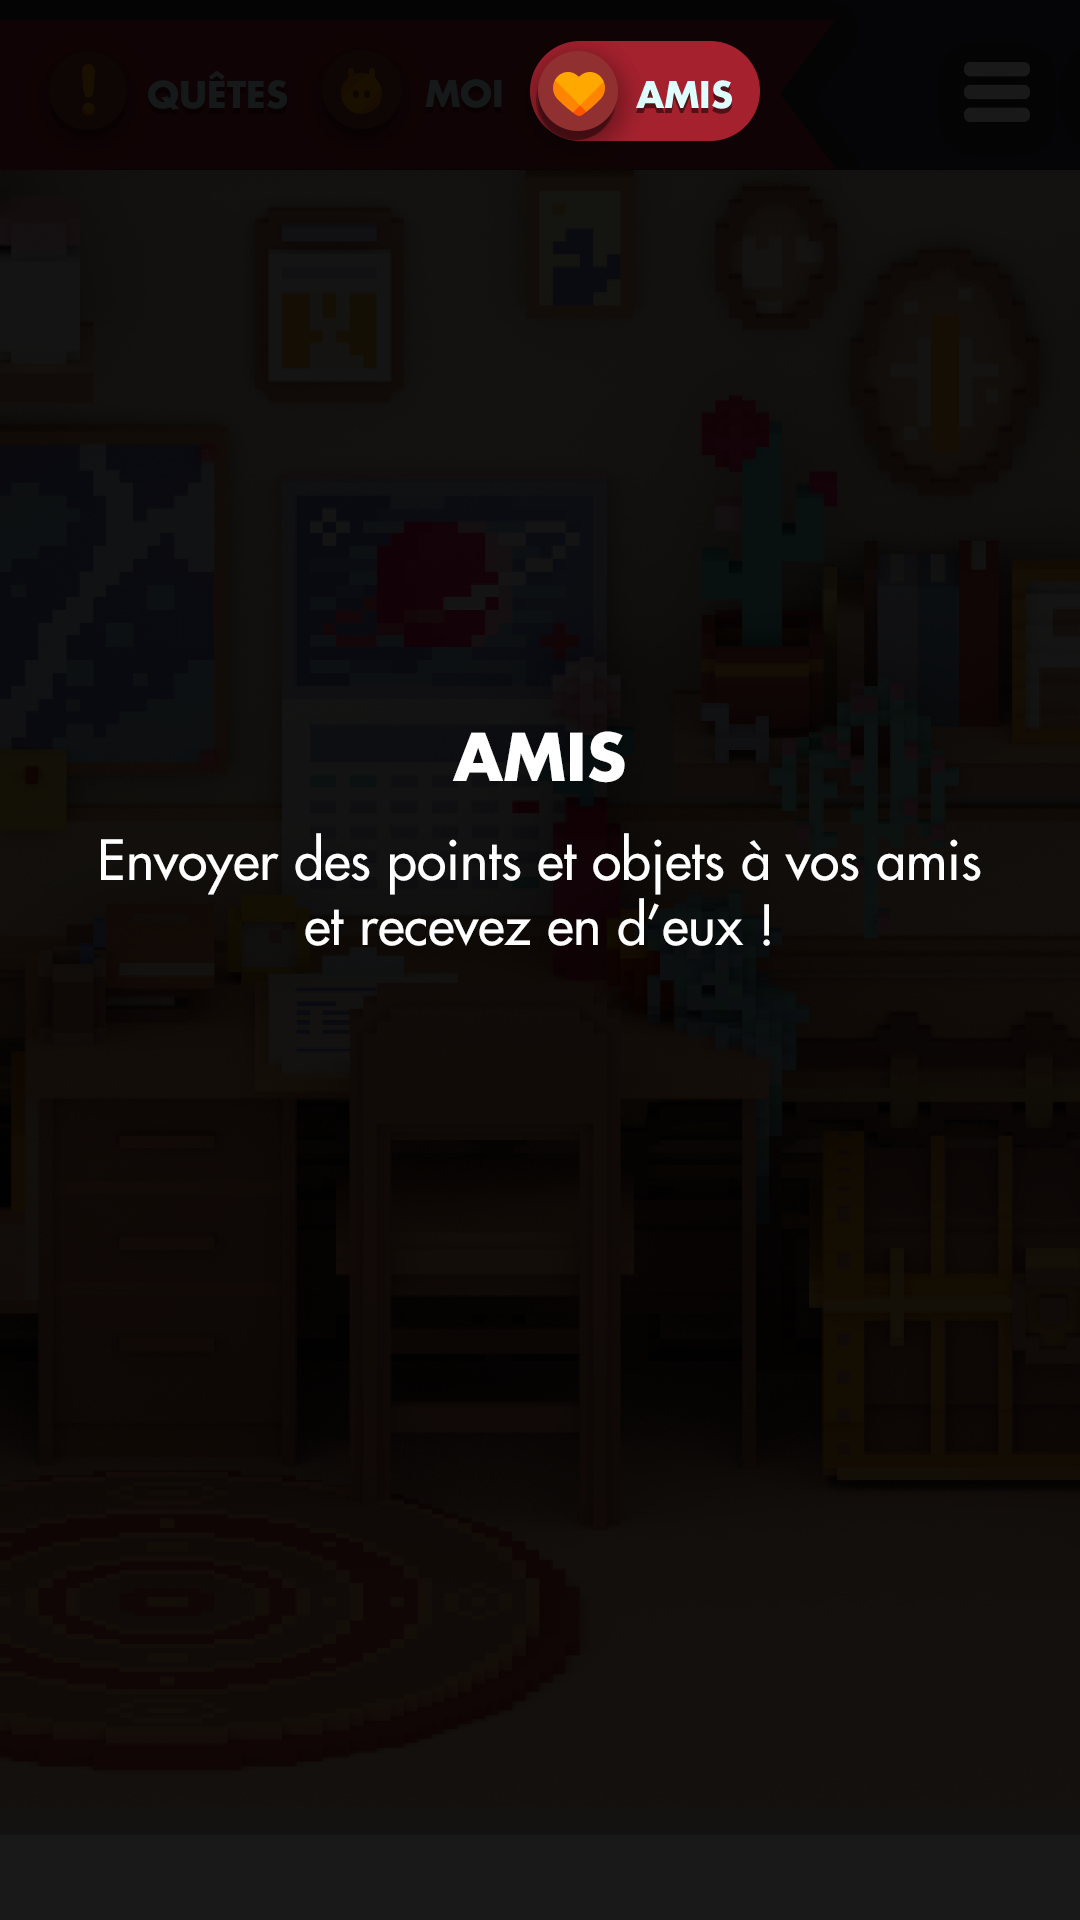 QUÊTES MOI AMIS
AMIS
Envoyer des points et objets à vos amis
et recevez en d’eux !